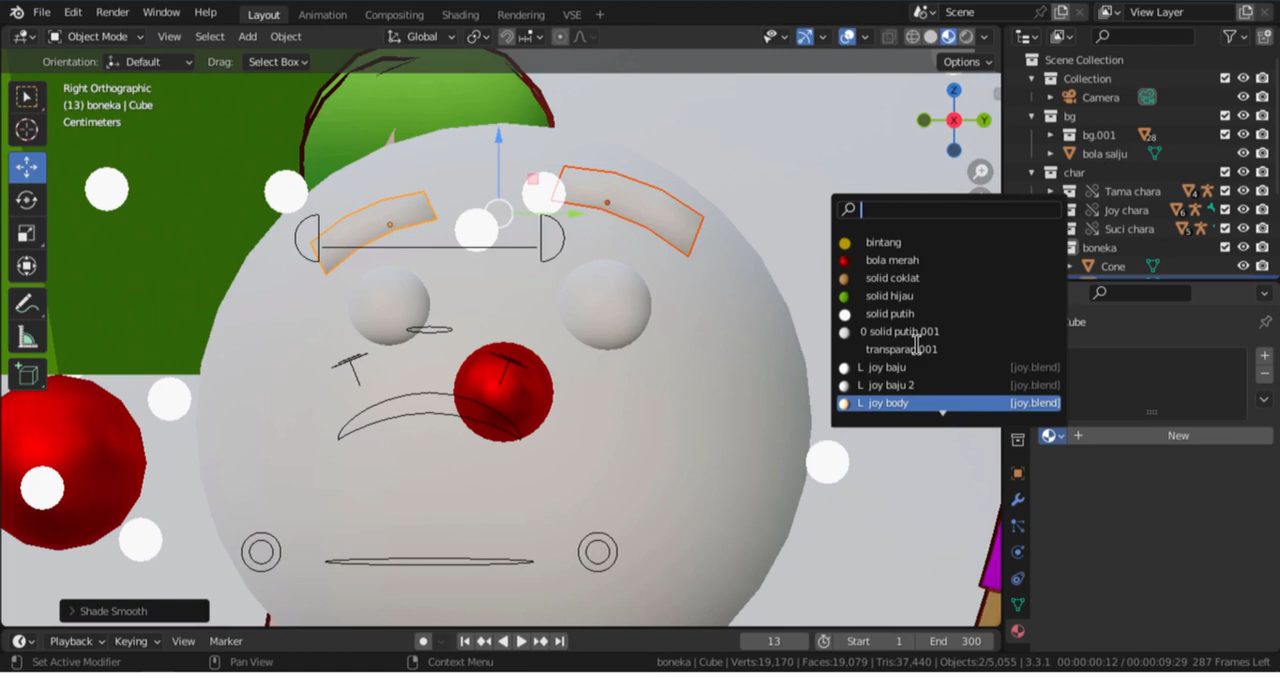 File Edit Render Window Help Layout Animation Compositing Shading Rendering VSE + Scene View Layer
Object Mode View Select Add Object Global
Orientation: Default Drag: Select Box Options
Right Orthographic
(13) boneka | Cube
Centimeters
Z
X
Y
Scene Collection
Collection
Camera
bg
bg.001 28
bola salju
char
Tama chara 4
Joy chara 6
Suci chara 5
boneka
Cone
bintang
bola merah
solid coklat
solid hijau
solid putih
0 solid putih.001
L joy baju [joy.blend]
L joy baju 2 [joy.blend]
L joy body [joy.blend]
New
Shade Smooth
Playback Keying View Marker 13 Start 1 End 300
Set Active Modifier Pan View Context Menu boneka | Cube | Verts:19,170 | Faces:19,079 | Tris:37,440 | Objects:2/5,055 | 3.3.1 00:00:00:12 / 00:00:09:29 287 Frames Left